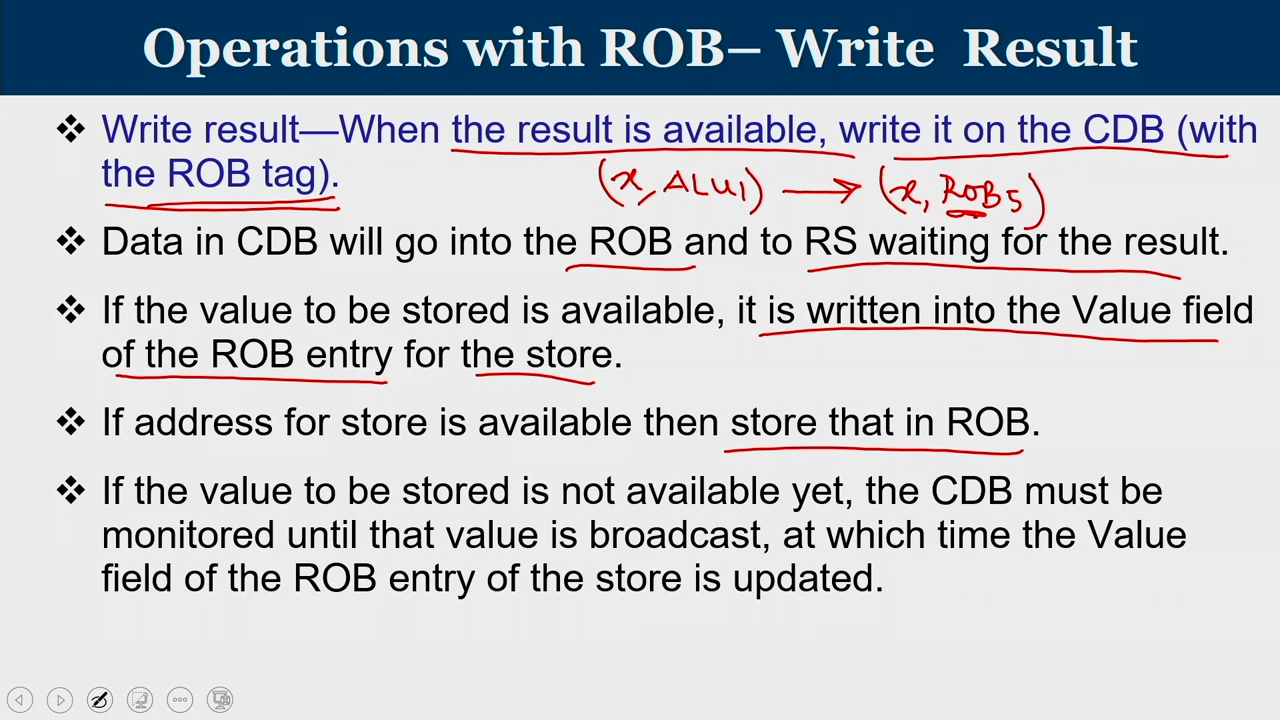 Operations with ROB– Write Result
❖ Write result—When the result is available, write it on the CDB (with
the ROB tag).
(x, ALU1) → (x, ROB5)
❖ Data in CDB will go into the ROB and to RS waiting for the result.
❖ If the value to be stored is available, it is written into the Value field
of the ROB entry for the store.
❖ If address for store is available then store that in ROB.
❖ If the value to be stored is not available yet, the CDB must be
monitored until that value is broadcast, at which time the Value
field of the ROB entry of the store is updated.